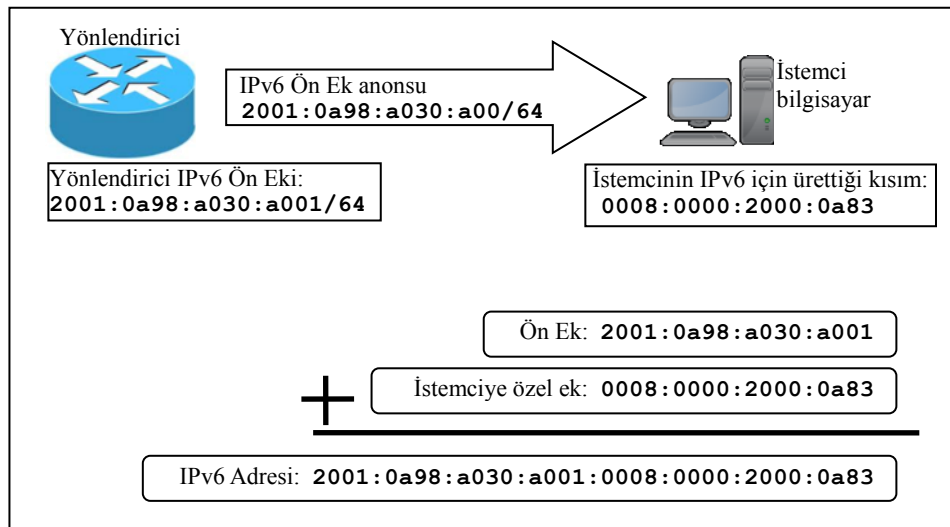 Yönlendirici
IPv6 Ön Ek anonsu
2001:0a98:a030:a00/64
İstemci
bilgisayar
Yönlendirici IPv6 Ön Eki:
2001:0a98:a030:a001/64
İstemcinin IPv6 için ürettiği kısım:
0008:0000:2000:0a83
Ön Ek: 2001:0a98:a030:a001
+
İstemciye özel ek: 0008:0000:2000:0a83
IPv6 Adresi: 2001:0a98:a030:a001:0008:0000:2000:0a83